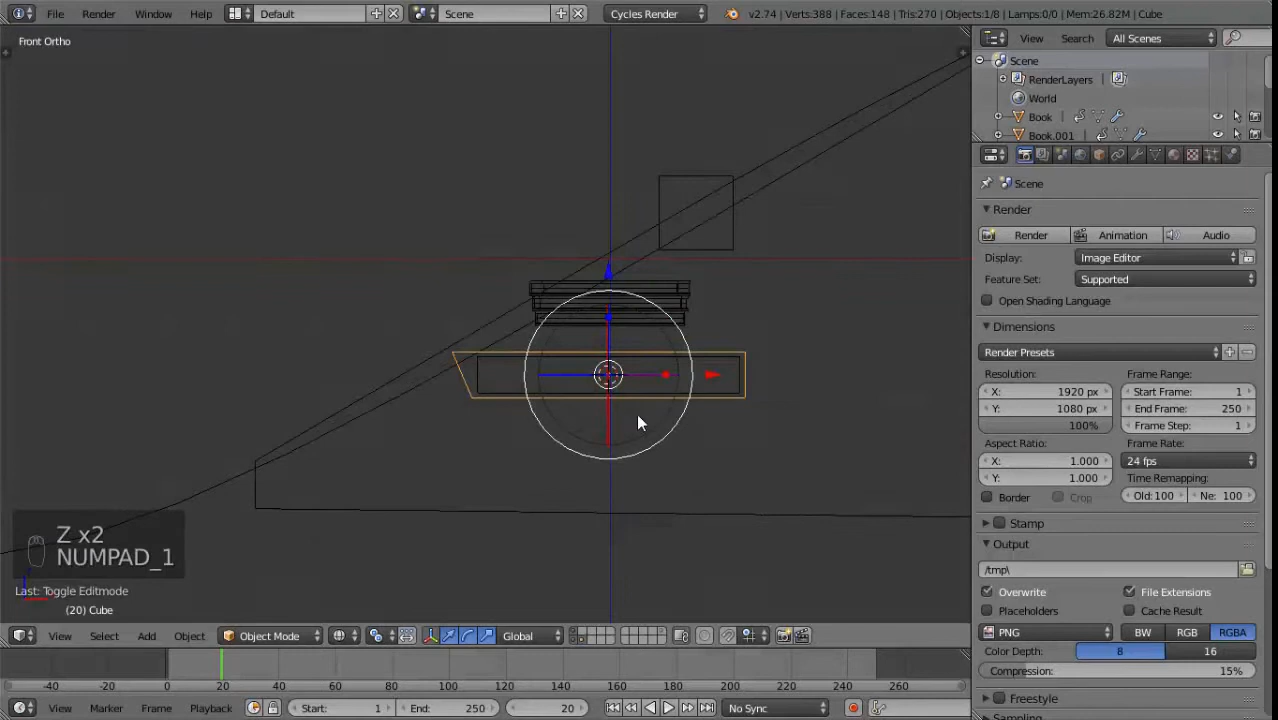 File Render Window Help Default Scene Cycles Render v2.74 | Verts:388 | Faces:148 | Tris:270 | Objects:1/8 | Lamps:0/0 | Mem:26.82M | Cube
Front Ortho
View Search All Scenes
Scene
RenderLayers
World
Book
Book.001
Scene
Render
Render Animation Audio
Display: Image Editor
Feature Set: Supported
Open Shading Language
Dimensions
Render Presets
Resolution: Frame Range:
X: 1920 px Start Frame: 1
Y: 1080 px End Frame: 250
100% Frame Step: 1
Aspect Ratio: Frame Rate:
X: 1.000 24 fps
Y: 1.000 Time Remapping:
Border Crop Old: 100 Ne: 100
Stamp
Output
/tmp\
Overwrite File Extensions
Placeholders Cache Result
PNG BW RGB RGBA
Color Depth: 8 16
Compression: 15%
Freestyle
Sampling
Z x2
NUMPAD_1
Last: Toggle Editmode
(20) Cube
View Select Add Object Object Mode Global
-40 -20 0 20 40 60 80 100 120 140 160 180 200 220 240 260
View Marker Frame Playback Start: 1 End: 250 20 No Sync